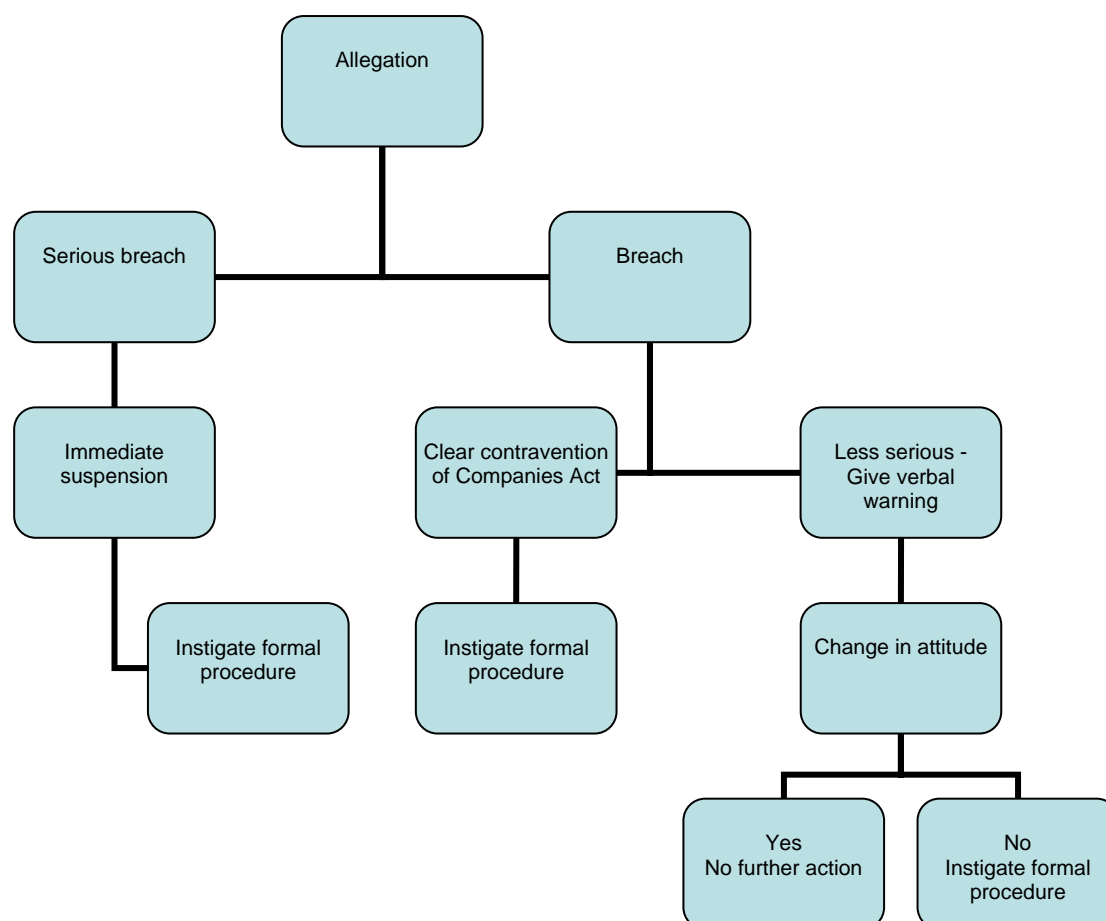 Allegation
Serious breach
Breach
Immediate
suspension
Clear contravention
of Companies Act
Less serious -
Give verbal
warning
Instigate formal
procedure
Instigate formal
procedure
Change in attitude
Yes
No further action
No
Instigate formal
procedure